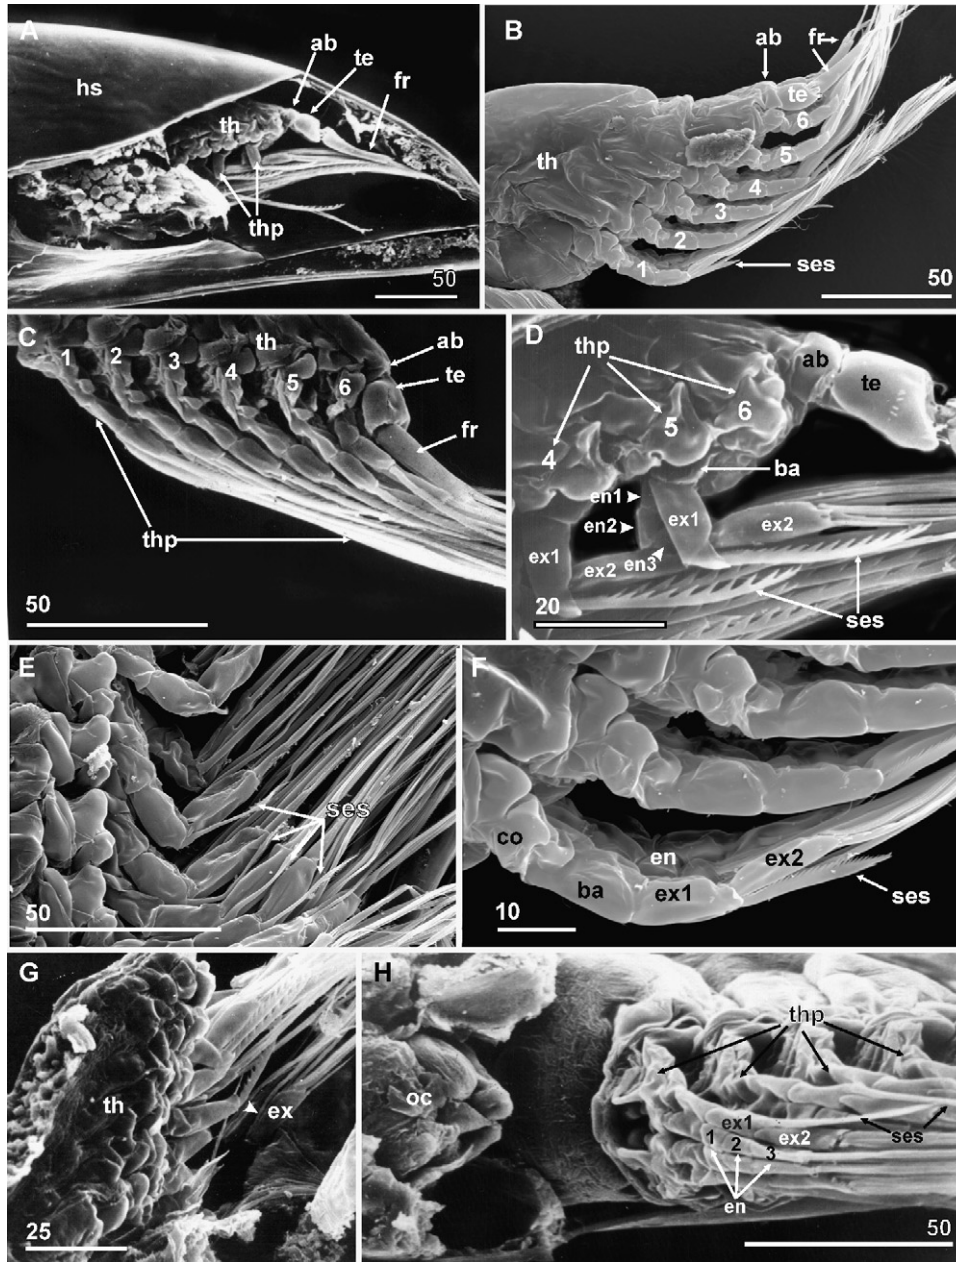 A
ab
te
fr
hs
th
thp
50
B
ab
fr
te
6
th
5
4
3
2
1
ses
50
C
1 2 3 4 5 6
th
ab
te
fr
thp
50
D
thp
ab
te
6
5
4
ba
en1
en2
ex1
ex2
ex1
ex2
en3
20
ses
E
ses
50
F
co
en
ex2
ba
ex1
ses
10
G
th
ex
25
H
thp
oc
ex1
ex2
1
2
3
ses
en
50